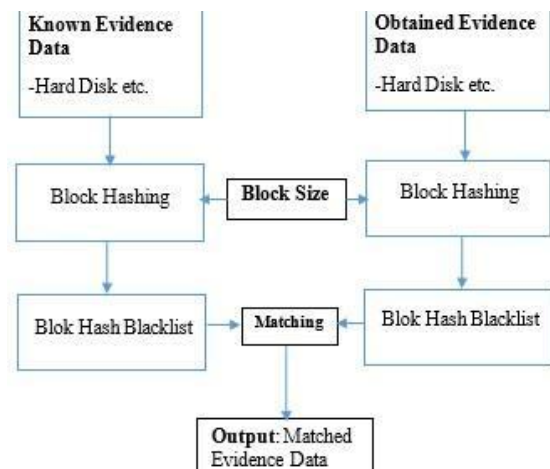 Known Evidence
Data
-Hard Disk etc.
Obtained Evidence
Data
-Hard Disk etc.
Block Hashing
Block Size
Block Hashing
Blok Hash Blacklist
Matching
Blok Hash Blacklist
Output: Matched
Evidence Data